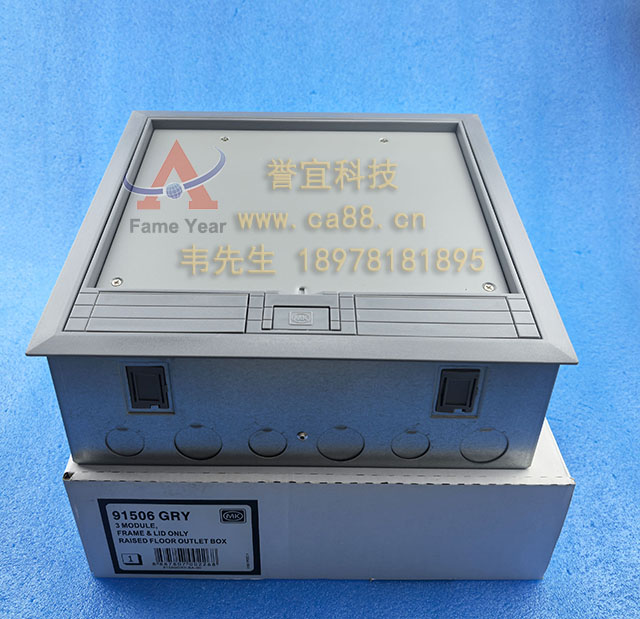 誉宜科技
Fame Year
www.ca88.cn
韦先生 18978181895
MK
91506 GRY
3 MODULE,
FRAME & LID ONLY
RAISED FLOOR OUTLET BOX
1